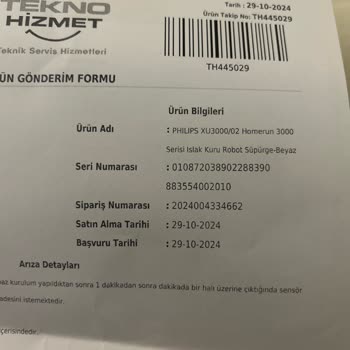 TEKNO
HİZMET
Teknik Servis Hizmetleri
Tarih : 29-10-2024
Ürün Takip No: TH445029
TH445029
ÜN GÖNDERİM FORMU
Ürün Bilgileri
Ürün Adı : PHILIPS XU3000/02 Homerun 3000
Serisi Islak Kuru Robot Süpürge-Beyaz
Seri Numarası : 010872038902288390
883554002010
Sipariş Numarası : 2024004334662
Satın Alma Tarihi : 29-10-2024
Başvuru Tarihi : 29-10-2024
Arıza Detayları
kurulum yapıldıktan sonra 1 dakikadan sonra dakikada bir halı üzerine çıktığında sensör
adesini istemektedir.
içerisindedir.